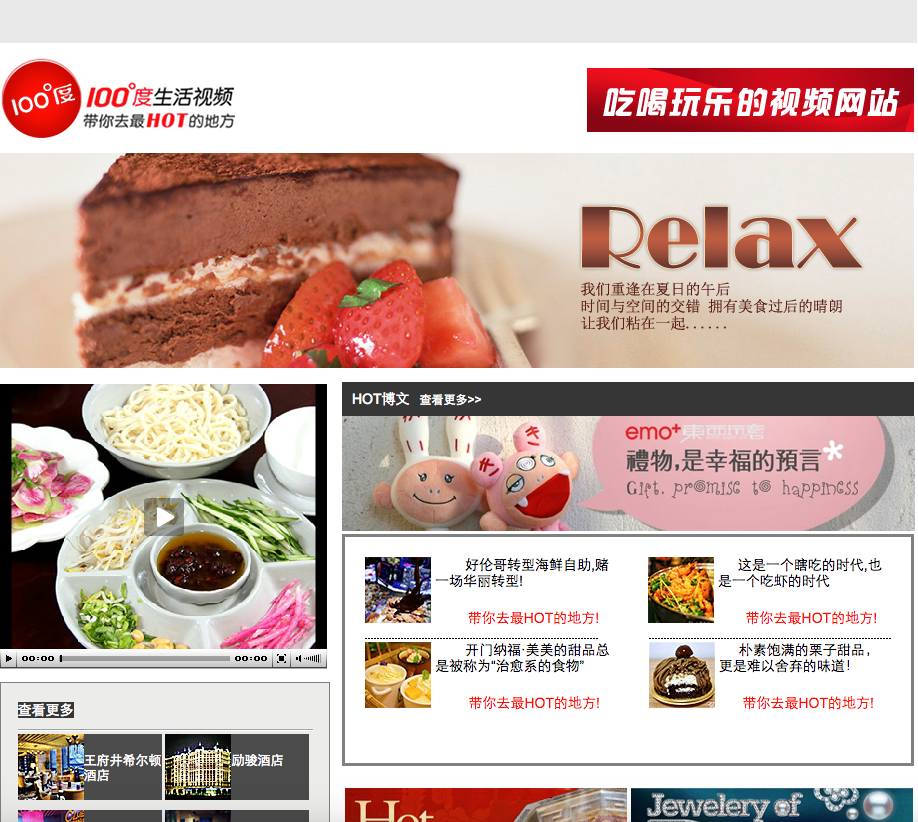 100°度
100°度生活视频
带你去最HOT的地方
吃喝玩乐的视频网站
Relax
我们重逢在夏日的午后
时间与空间的交错 拥有美食过后的晴朗
让我们粘在一起......
HOT博文 查看更多>>
emo+
禮物,是幸福的預言*
Gift, promise to happiness
好伦哥转型海鲜自助,赌
一场华丽转型!
带你去最HOT的地方!
这是一个瞎吃的时代,也
是一个吃虾的时代
带你去最HOT的地方!
开门纳福·美美的甜品总
是被称为“治愈系的食物”
带你去最HOT的地方!
朴素饱满的栗子甜品，
更是难以舍弃的味道!
带你去最HOT的地方!
00:00
00:00
查看更多
王府井希尔顿
酒店
励骏酒店
Hot
Jewelery of